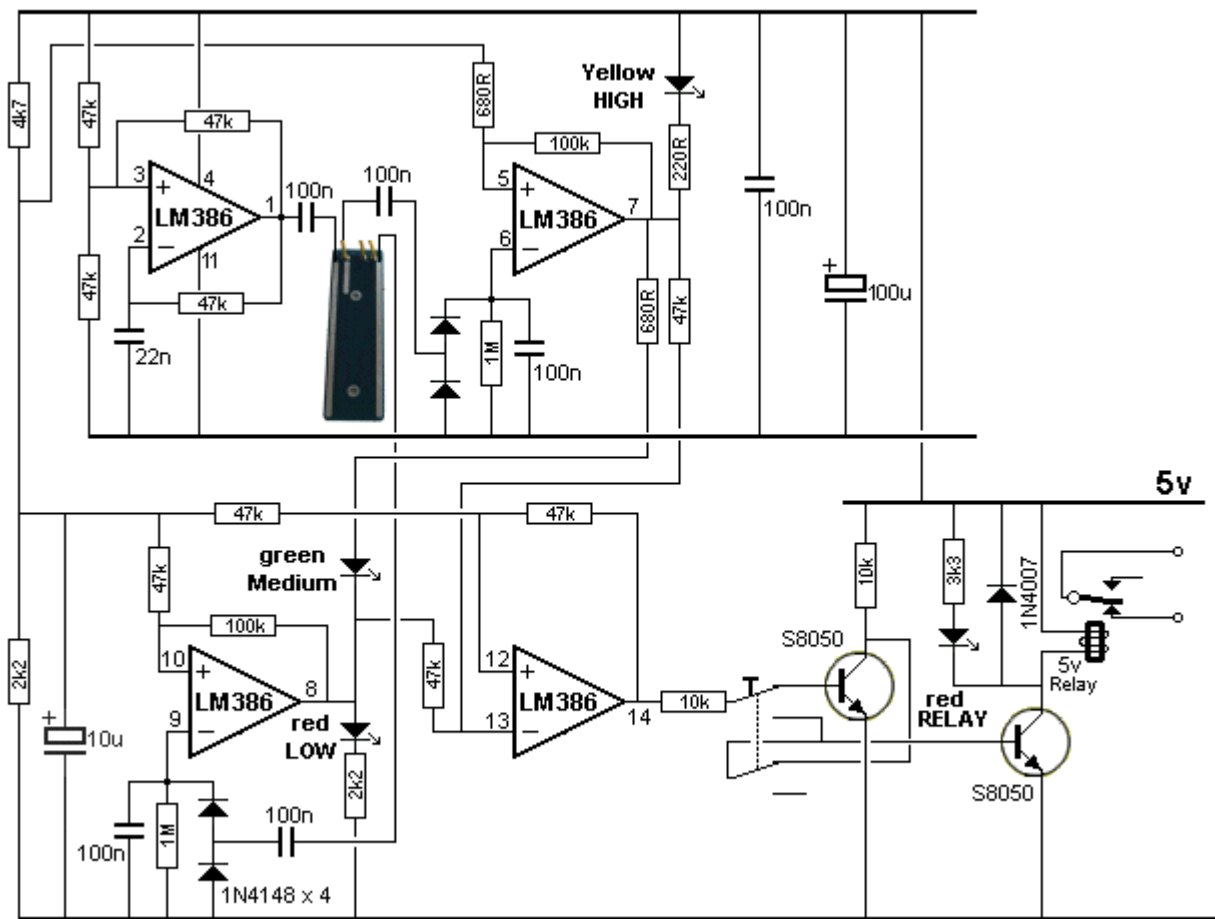 4k7
47k
47k
47k
3
+
4
LM386
1
2
−
11
47k
22n
100n
100n
680R
100k
5
+
LM386
7
6
−
1M
100n
Yellow
HIGH
220R
680R
47k
100n
+
100u
5v
47k
47k
green
Medium
47k
100k
10
+
LM386
8
9
−
2k2
+
10u
100n
1M
100n
1N4148 x 4
red
LOW
2k2
47k
12
+
LM386
14
13
−
10k
T
S8050
10k
3k3
1N4007
5v
Relay
red
RELAY
S8050